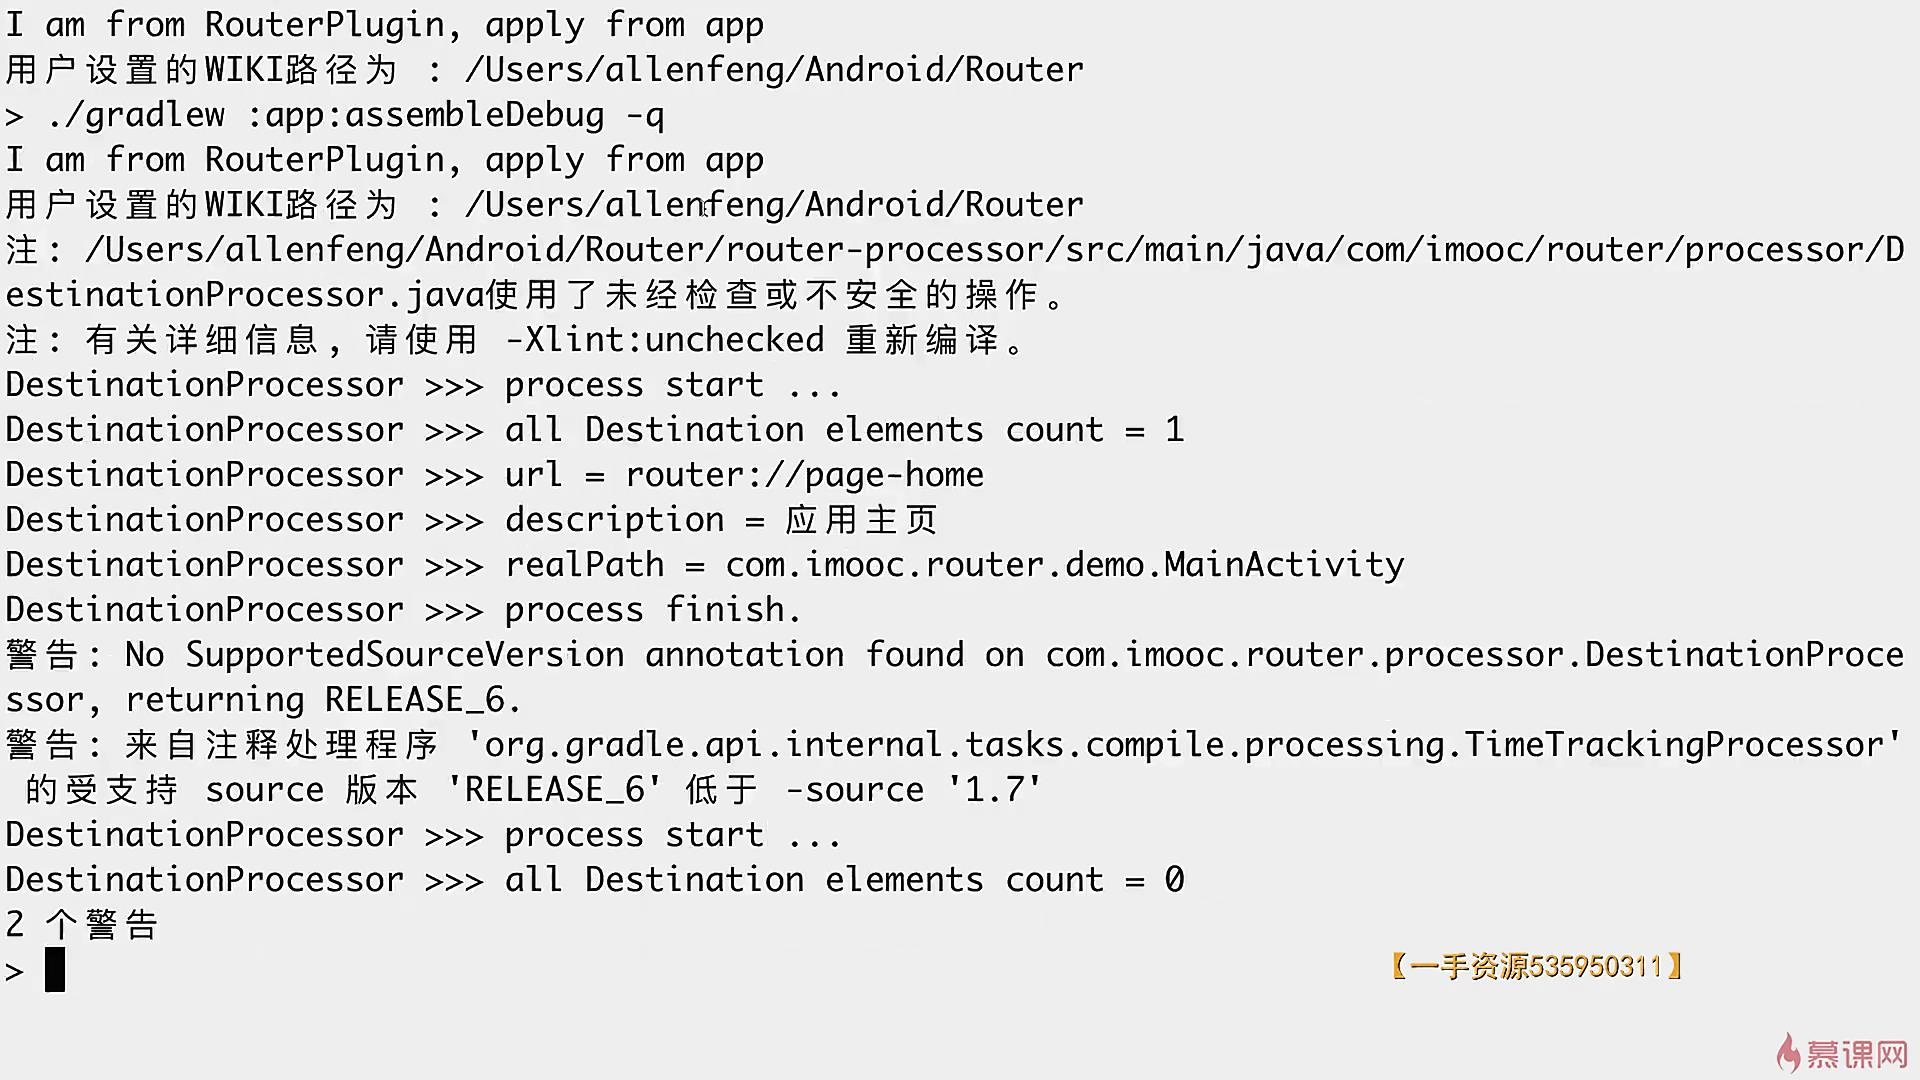 I am from RouterPlugin, apply from app
用户设置的WIKI路径为 : /Users/allenfeng/Android/Router
> ./gradlew :app:assembleDebug -q
I am from RouterPlugin, apply from app
用户设置的WIKI路径为 : /Users/allenfeng/Android/Router
注: /Users/allenfeng/Android/Router/router-processor/src/main/java/com/imooc/router/processor/D
estinationProcessor.java使用了未经检查或不安全的操作。
注: 有关详细信息, 请使用 -Xlint:unchecked 重新编译。
DestinationProcessor >>> process start ...
DestinationProcessor >>> all Destination elements count = 1
DestinationProcessor >>> url = router://page-home
DestinationProcessor >>> description = 应用主页
DestinationProcessor >>> realPath = com.imooc.router.demo.MainActivity
DestinationProcessor >>> process finish.
警告: No SupportedSourceVersion annotation found on com.imooc.router.processor.DestinationProce
ssor, returning RELEASE_6.
警告: 来自注释处理程序 'org.gradle.api.internal.tasks.compile.processing.TimeTrackingProcessor'
的受支持 source 版本 'RELEASE_6' 低于 -source '1.7'
DestinationProcessor >>> process start ...
DestinationProcessor >>> all Destination elements count = 0
2 个警告
>
【一手资源535950311】
慕课网